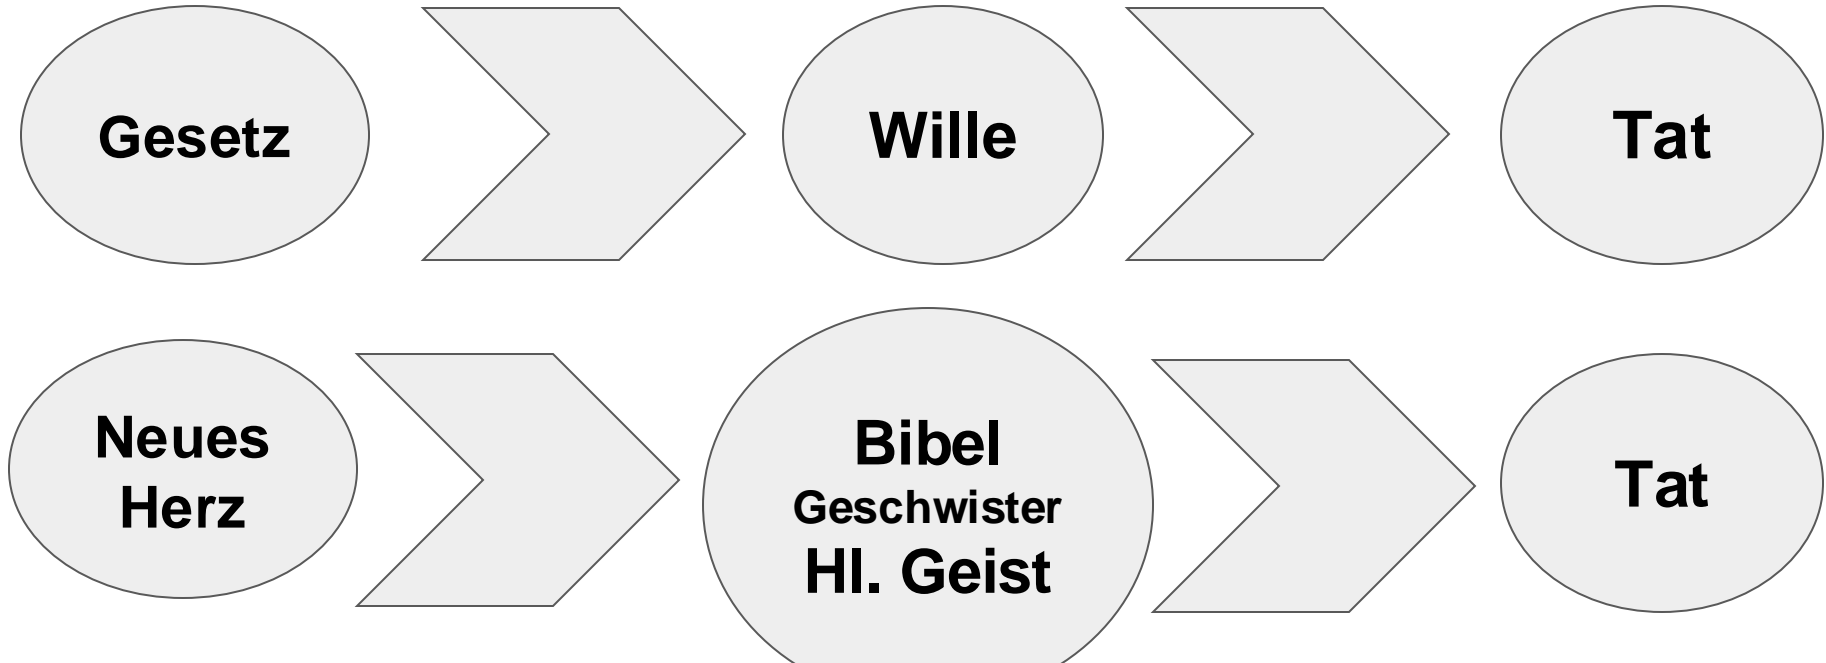 Gesetz
Wille
Tat
Neues
Herz
Bibel
Geschwister
Hl. Geist
Tat